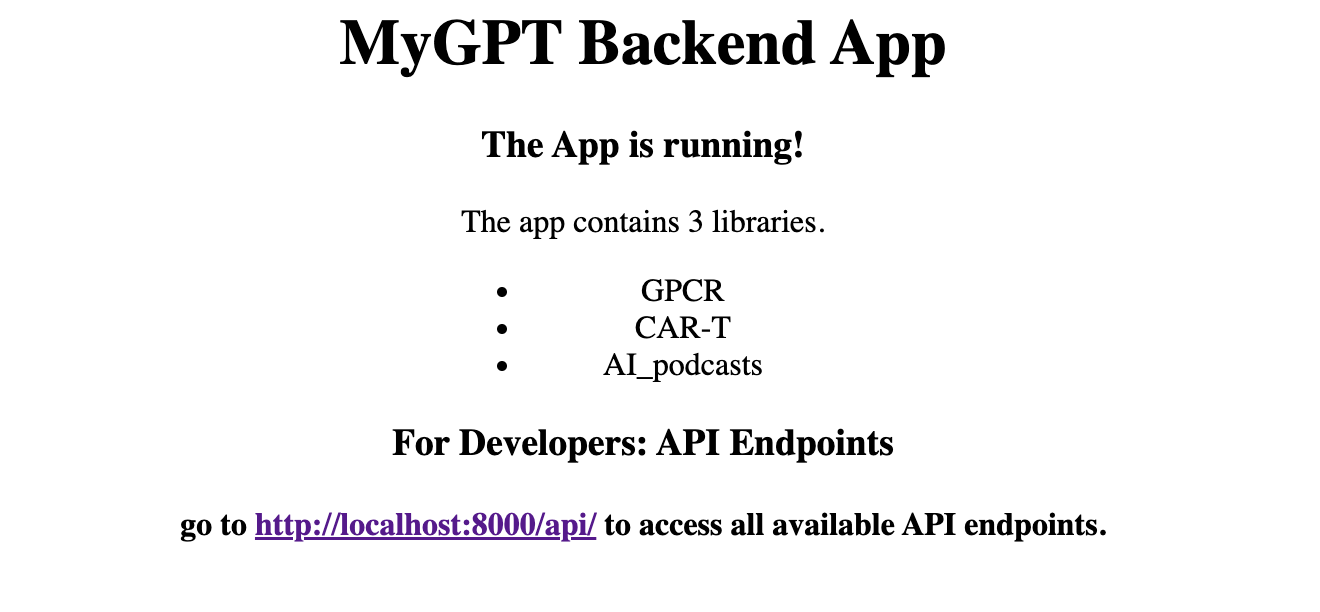 MyGPT Backend App
The App is running!
The app contains 3 libraries.
• GPCR
• CAR-T
• AI_podcasts
For Developers: API Endpoints
go to http://localhost:8000/api/ to access all available API endpoints.